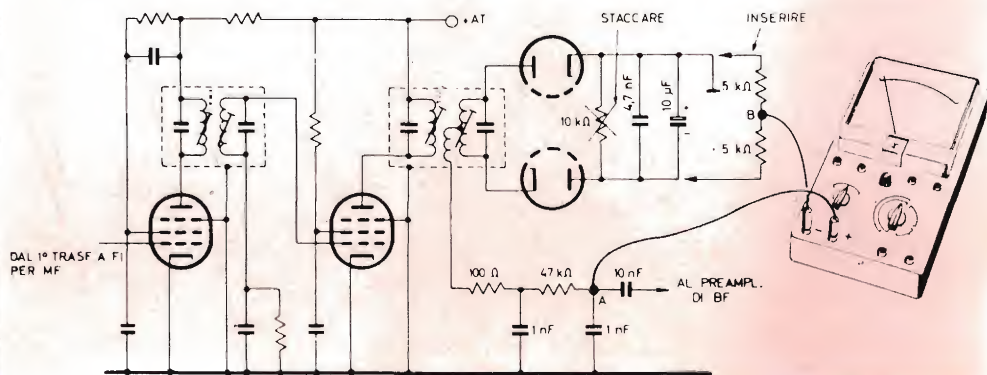 + AT
STACCARE
INSERIRE
10 kΩ
4,7 nF
10 µF
+
-
5 kΩ
B
5 kΩ
DAL 1° TRASF A FI
PER MF
100 Ω
47 kΩ
A
10 nF
AL PREAMPL.
DI BF
1 nF
1 nF
- +